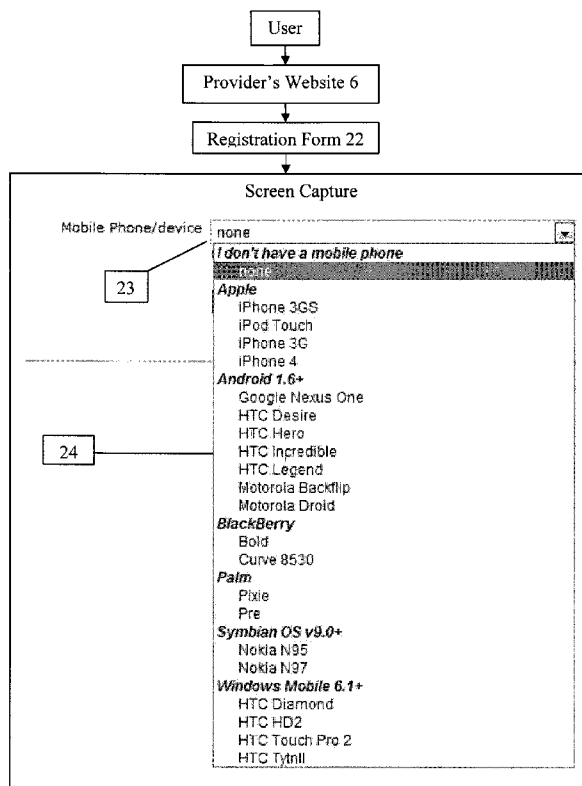 User
Provider's Website 6
Registration Form 22
Screen Capture
Mobile Phone/device none
I don't have a mobile phone
none
23
Apple
iPhone 3GS
iPod Touch
iPhone 3G
iPhone 4
Android 1.6+
Google Nexus One
HTC Desire
HTC Hero
24
HTC Incredible
HTC Legend
Motorola Backflip
Motorola Droid
BlackBerry
Bold
Curve 8530
Palm
Pixie
Pre
Symbian OS v9.0+
Nokia N95
Nokia N97
Windows Mobile 6.1+
HTC Diamond
HTC HD2
HTC Touch Pro 2
HTC TytnII